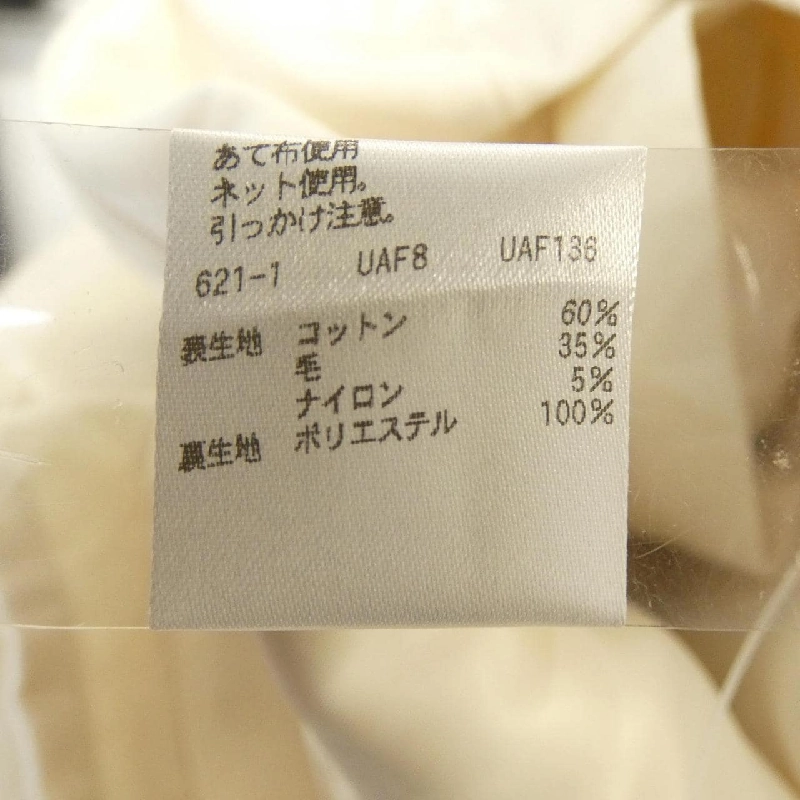 あて布使用
ネット使用。
引っかけ注意。
621-1 UAF8 UAF136
表生地 コットン 60%
毛 35%
ナイロン 5%
裏生地 ポリエステル 100%